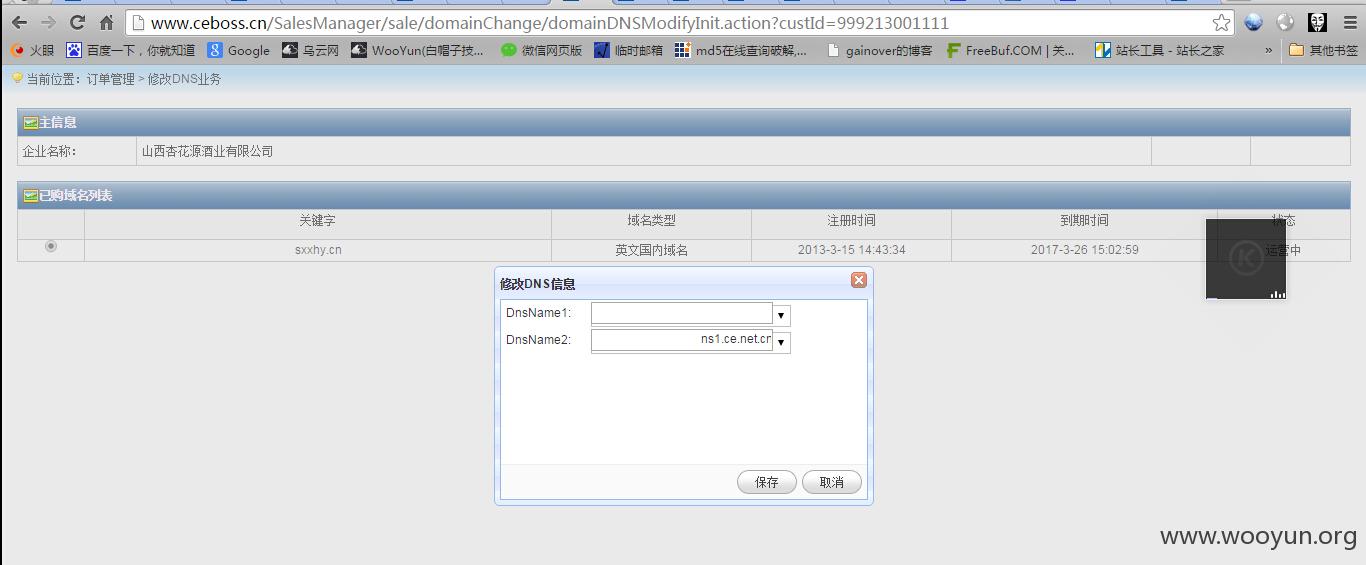 www.ceboss.cn/SalesManager/sale/domainChange/domainDNSModifyInit.action?custId=999213001111
火眼 百度一下，你就知道 Google 乌云网 WooYun(白帽子技... 微信网页版 临时邮箱 md5在线查询破解,... gainover的博客 FreeBuf.COM | 关... 站长工具 - 站长之家 » 其他书签
当前位置：订单管理 > 修改DNS业务
主信息
企业名称： 山西杏花源酒业有限公司
已购域名列表
关键字 域名类型 注册时间 到期时间 状态
sxxhy.cn 英文国内域名 2013-3-15 14:43:34 2017-3-26 15:02:59 运营中
修改DNS信息
DnsName1:
DnsName2: ns1.ce.net.cn
保存 取消
www.wooyun.org